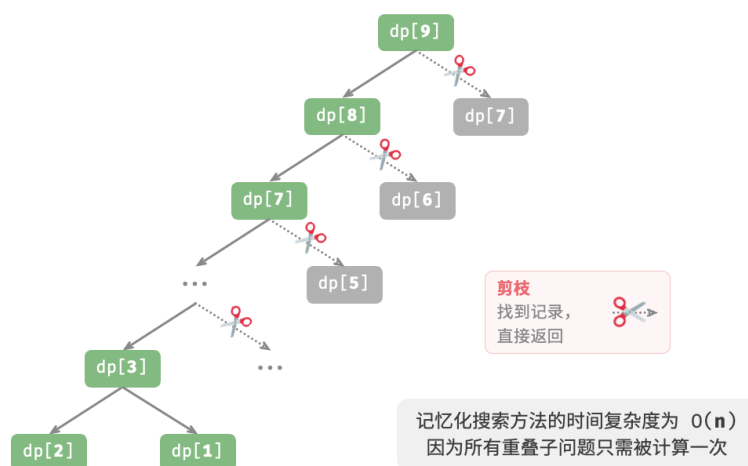 dp[9]
dp[8]
dp[7]
dp[7]
dp[6]
...
dp[5]
剪枝
找到记录，
直接返回
dp[3]
...
dp[2]
dp[1]
记忆化搜索方法的时间复杂度为 O(n)
因为所有重叠子问题只需被计算一次